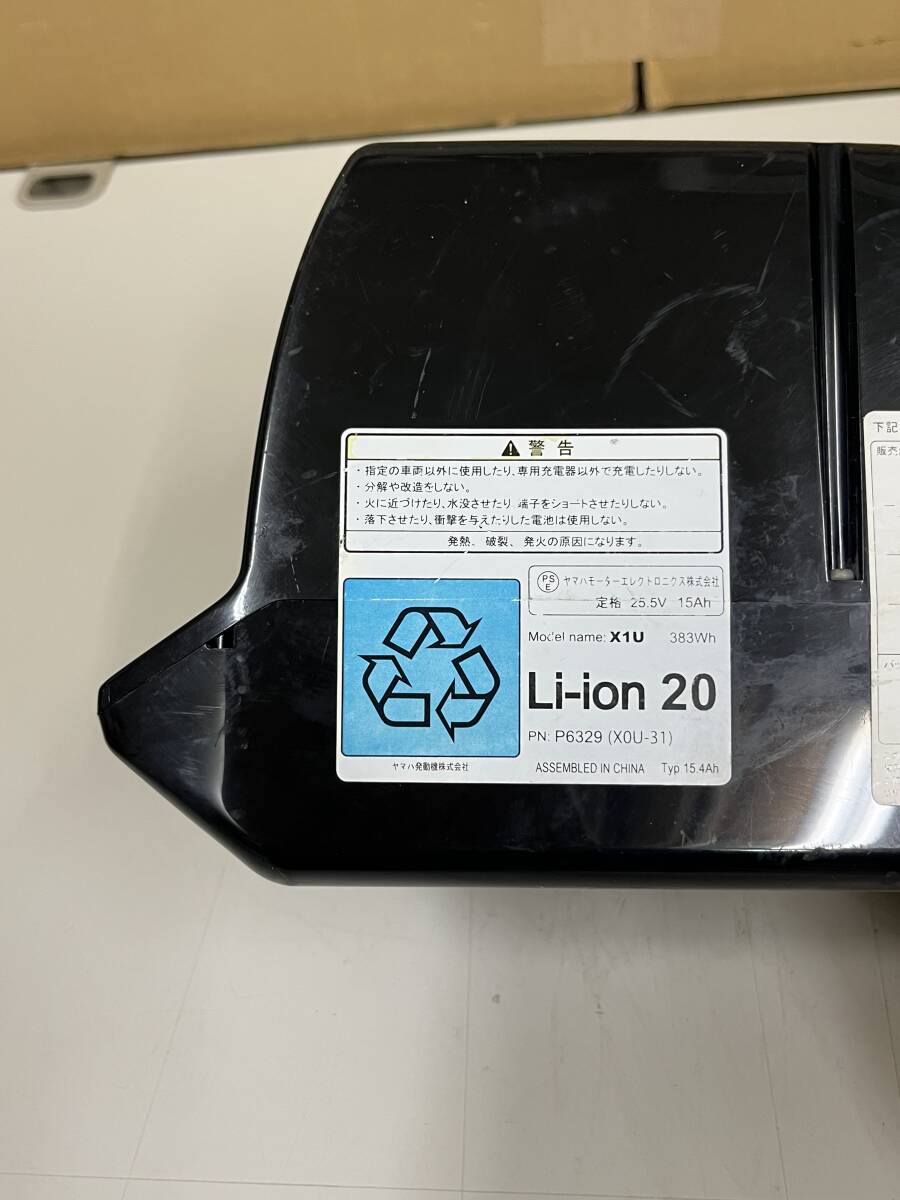 ⚠ 警告
・指定の車両以外に使用したり、専用充電器以外で充電したりしない。
・分解や改造をしない。
・火に近づけたり、水没させたり、端子をショートさせたりしない。
・落下させたり、衝撃を与えたりした電池は使用しない。
発熱、破裂、発火の原因になります。
PS
E
ヤマハモーターエレクトロニクス株式会社
定格 25.5V 15Ah
Model name: X1U 383Wh
Li-ion 20
PN: P6329 (X0U-31)
ヤマハ発動機株式会社
ASSEMBLED IN CHINA Typ 15.4Ah
下記
販売
バッ